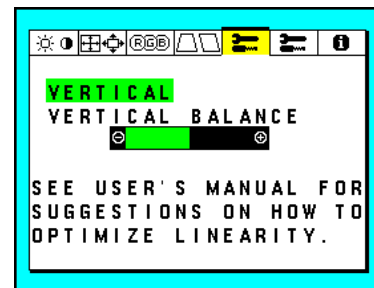 RGB
VERTICAL
VERTICAL BALANCE
SEE USER'S MANUAL FOR
SUGGESTIONS ON HOW TO
OPTIMIZE LINEARITY.